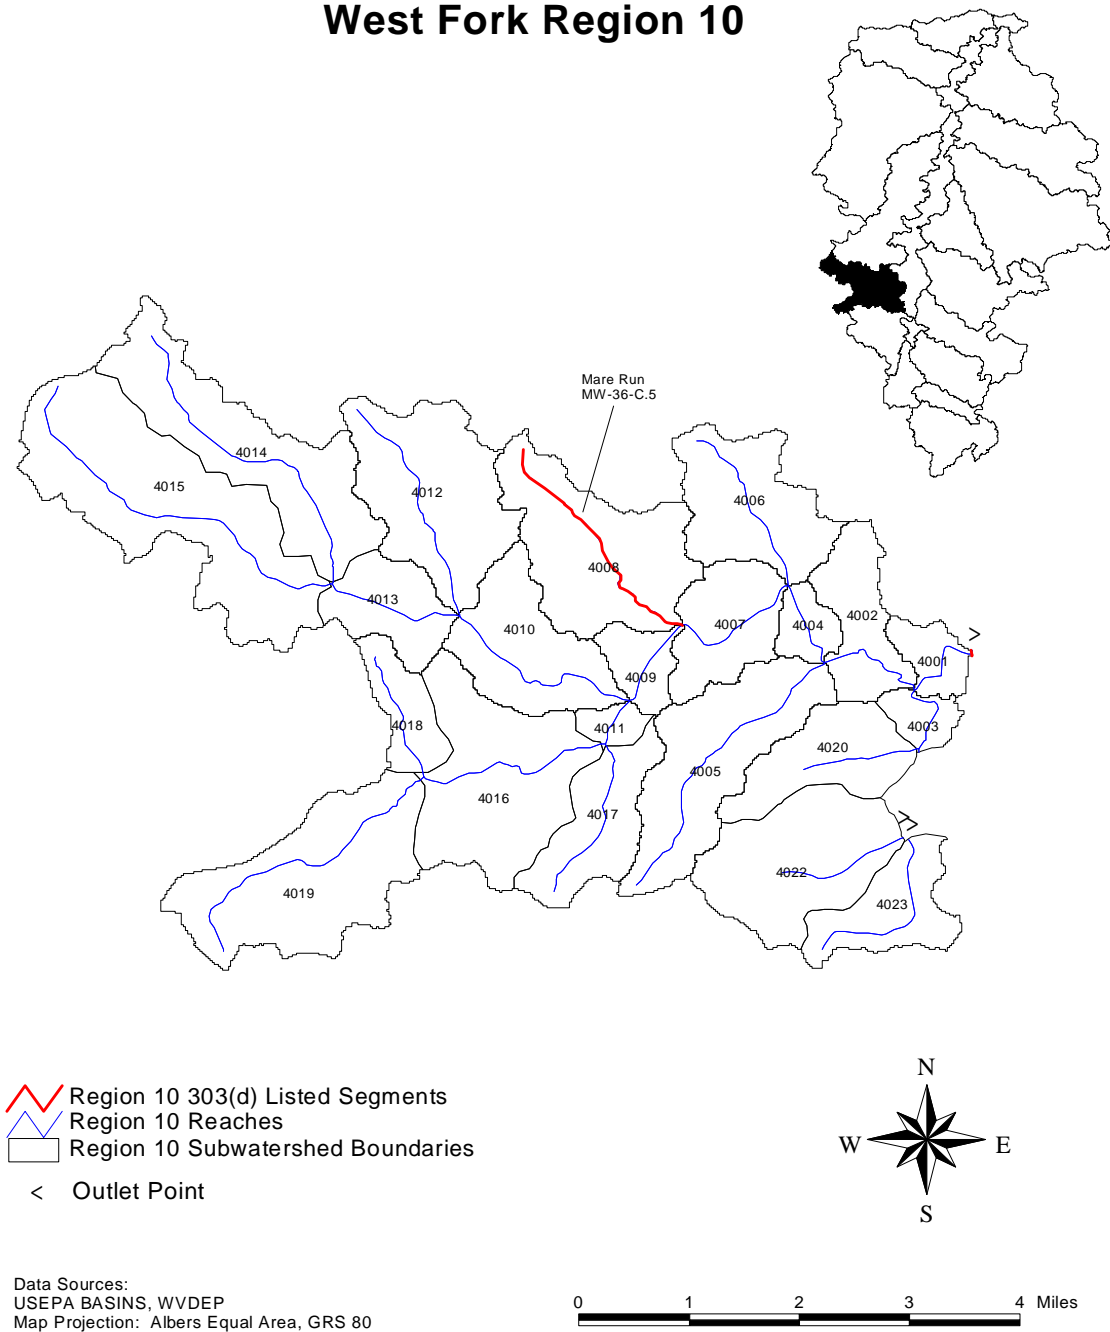 West Fork Region 10
Mare Run
MW-36-C.5
4014
4015
4012
4006
4008
4013
4010
4007
4004
4002
4001
4009
4018
4011
4003
4020
4005
4016
4017
4022
4019
4023
Region 10 303(d) Listed Segments
Region 10 Reaches
Region 10 Subwatershed Boundaries
< Outlet Point
N
W
E
S
Data Sources:
USEPA BASINS, WVDEP
Map Projection: Albers Equal Area, GRS 80
0 1 2 3 4 Miles